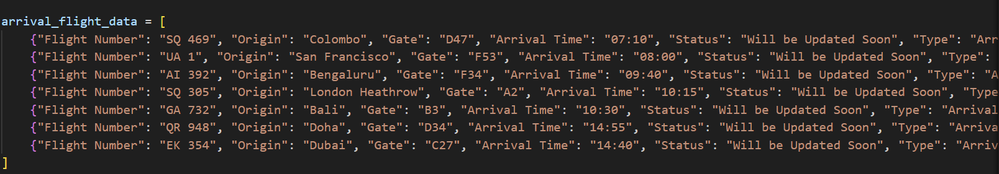 arrival_flight_data = [
{"Flight Number": "SQ 469", "Origin": "Colombo", "Gate": "D47", "Arrival Time": "07:10", "Status": "Will be Updated Soon", "Type": "Arr
{"Flight Number": "UA 1", "Origin": "San Francisco", "Gate": "F53", "Arrival Time": "08:00", "Status": "Will be Updated Soon", "Type":
{"Flight Number": "AI 392", "Origin": "Bengaluru", "Gate": "F34", "Arrival Time": "09:40", "Status": "Will be Updated Soon", "Type": "A
{"Flight Number": "SQ 305", "Origin": "London Heathrow", "Gate": "A2", "Arrival Time": "10:15", "Status": "Will be Updated Soon", "Type
{"Flight Number": "GA 732", "Origin": "Bali", "Gate": "B3", "Arrival Time": "10:30", "Status": "Will be Updated Soon", "Type": "Arrival
{"Flight Number": "QR 948", "Origin": "Doha", "Gate": "D34", "Arrival Time": "14:55", "Status": "Will be Updated Soon", "Type": "Arriva
{"Flight Number": "EK 354", "Origin": "Dubai", "Gate": "C27", "Arrival Time": "14:40", "Status": "Will be Updated Soon", "Type": "Arriv
]